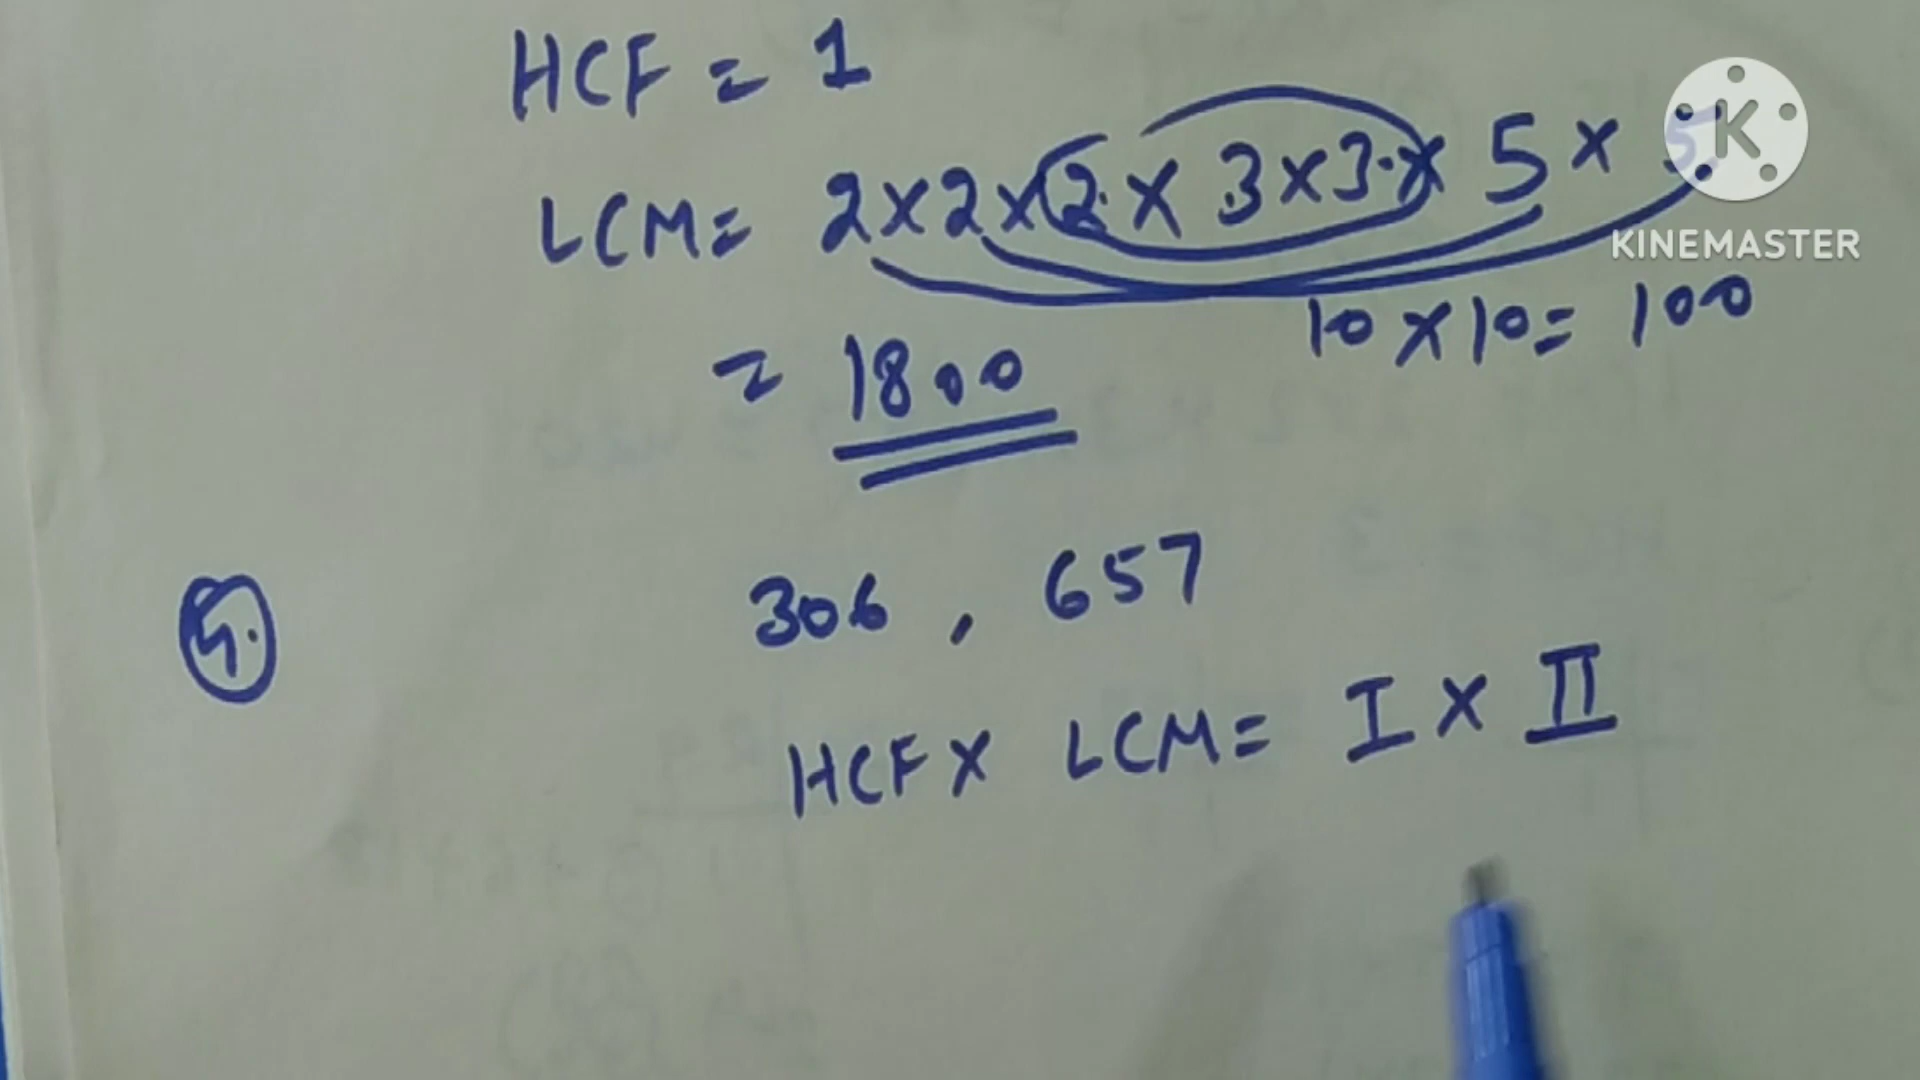 HCF = 1
LCM = 2×2×2×3×3×5×5
10×10= 100
= 1800
4. 306, 657
HCF× LCM= I × II
K
KINEMASTER